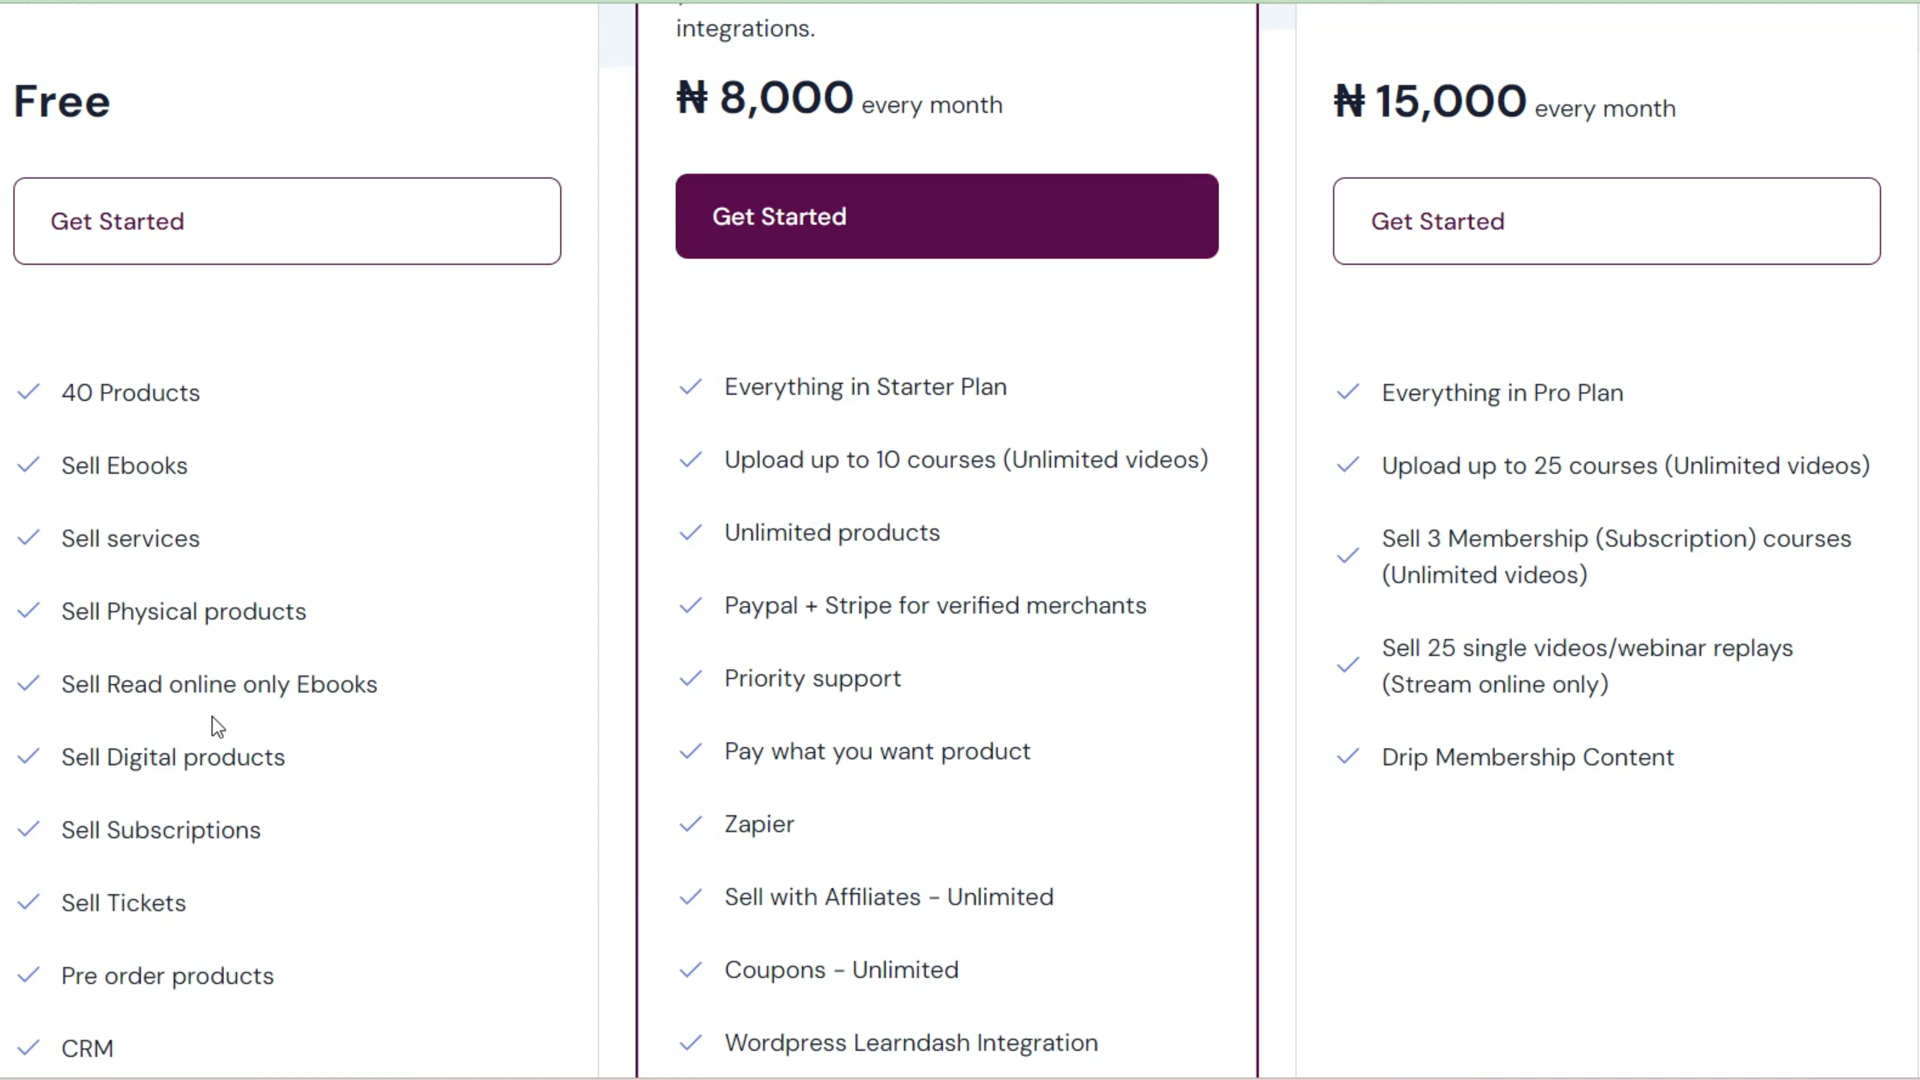 Free
Get Started
40 Products
Sell Ebooks
Sell services
Sell Physical products
Sell Read online only Ebooks
Sell Digital products
Sell Subscriptions
Sell Tickets
Pre order products
CRM
integrations.
₦ 8,000 every month
Get Started
Everything in Starter Plan
Upload up to 10 courses (Unlimited videos)
Unlimited products
Paypal + Stripe for verified merchants
Priority support
Pay what you want product
Zapier
Sell with Affiliates - Unlimited
Coupons - Unlimited
Wordpress Learndash Integration
₦ 15,000 every month
Get Started
Everything in Pro Plan
Upload up to 25 courses (Unlimited videos)
Sell 3 Membership (Subscription) courses
(Unlimited videos)
Sell 25 single videos/webinar replays
(Stream online only)
Drip Membership Content